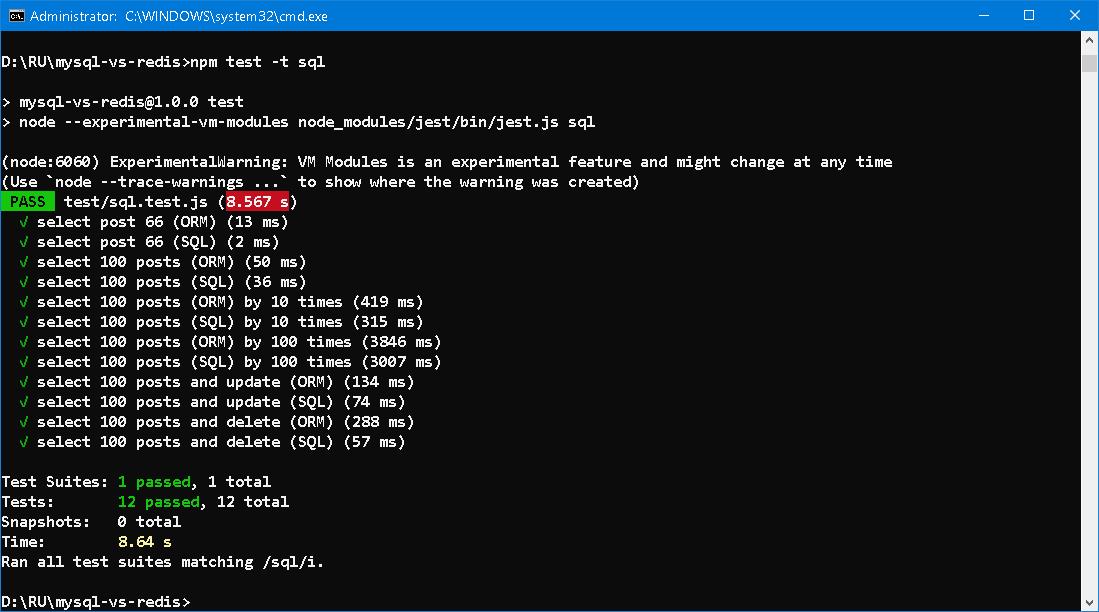 Administrator: C:\WINDOWS\system32\cmd.exe
D:\RU\mysql-vs-redis>npm test -t sql
> mysql-vs-redis@1.0.0 test
> node --experimental-vm-modules node_modules/jest/bin/jest.js sql
(node:6060) ExperimentalWarning: VM Modules is an experimental feature and might change at any time
(Use `node --trace-warnings ...` to show where the warning was created)
PASS test/sql.test.js (8.567 s)
√ select post 66 (ORM) (13 ms)
√ select post 66 (SQL) (2 ms)
√ select 100 posts (ORM) (50 ms)
√ select 100 posts (SQL) (36 ms)
√ select 100 posts (ORM) by 10 times (419 ms)
√ select 100 posts (SQL) by 10 times (315 ms)
√ select 100 posts (ORM) by 100 times (3846 ms)
√ select 100 posts (SQL) by 100 times (3007 ms)
√ select 100 posts and update (ORM) (134 ms)
√ select 100 posts and update (SQL) (74 ms)
√ select 100 posts and delete (ORM) (288 ms)
√ select 100 posts and delete (SQL) (57 ms)
Test Suites: 1 passed, 1 total
Tests: 12 passed, 12 total
Snapshots: 0 total
Time: 8.64 s
Ran all test suites matching /sql/i.
D:\RU\mysql-vs-redis>